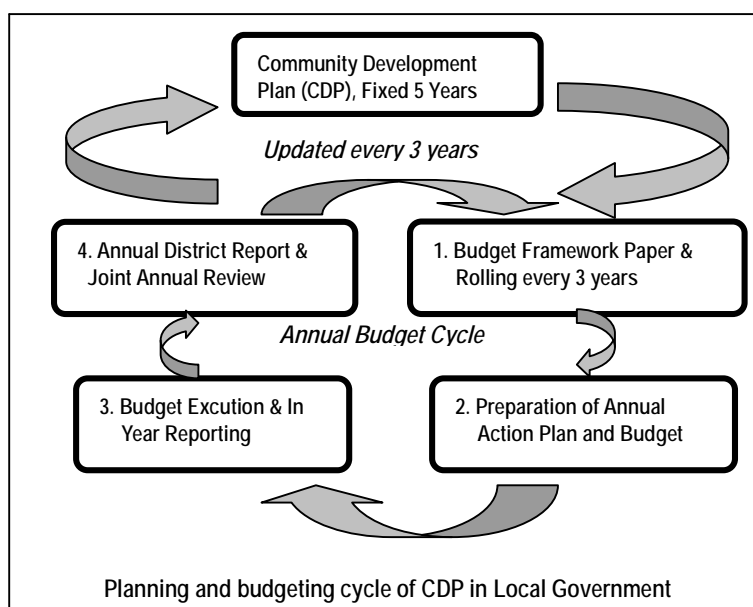 Community Development
Plan (CDP), Fixed 5 Years
Updated every 3 years
4. Annual District Report &
Joint Annual Review
1. Budget Framework Paper &
Rolling every 3 years
Annual Budget Cycle
3. Budget Excution & In
Year Reporting
2. Preparation of Annual
Action Plan and Budget
Planning and budgeting cycle of CDP in Local Government